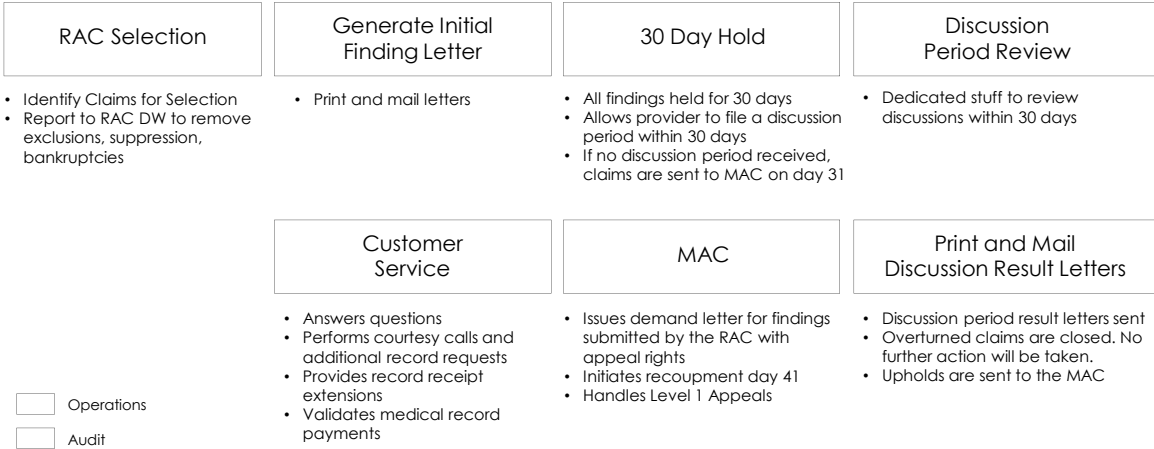 RAC Selection
• Identify Claims for Selection
• Report to RAC DW to remove
exclusions, suppression,
bankruptcies
Generate Initial
Finding Letter
• Print and mail letters
30 Day Hold
• All findings held for 30 days
• Allows provider to file a discussion
period within 30 days
• If no discussion period received,
claims are sent to MAC on day 31
Discussion
Period Review
• Dedicated stuff to review
discussions within 30 days
Customer
Service
• Answers questions
• Performs courtesy calls and
additional record requests
• Provides record receipt
extensions
• Validates medical record
payments
MAC
• Issues demand letter for findings
submitted by the RAC with
appeal rights
• Initiates recoupment day 41
• Handles Level 1 Appeals
Print and Mail
Discussion Result Letters
• Discussion period result letters sent
• Overturned claims are closed. No
further action will be taken.
• Upholds are sent to the MAC
Operations
Audit